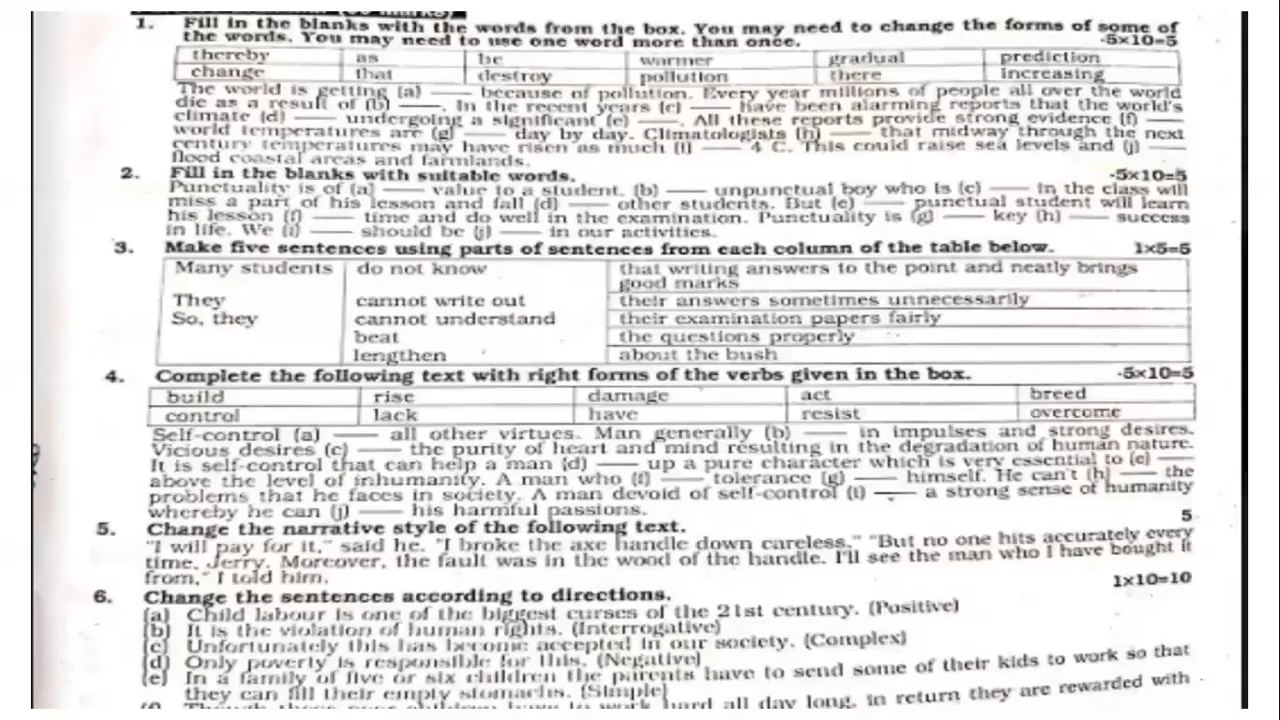 1. Fill in the blanks with the words from the box. You may need to change the forms of some of
the words. You may need to use one word more than once. .5×10=5
thereby as be warmer gradual prediction
change that destroy pollution there increasing
The world is getting (a) — because of pollution. Every year millions of people all over the world
die as a result of (b) —. In the recent years (c) — have been alarming reports that the world's
climate (d) — undergoing a significant (e) —. All these reports provide strong evidence (f) —
world temperatures are (g) — day by day. Climatologists (h) — that midway through the next
century temperatures may have risen as much (i) — 4 C. This could raise sea levels and (j) —
flood coastal areas and farmlands.
2. Fill in the blanks with suitable words. .5×10=5
Punctuality is of (a) — value to a student. (b) — unpunctual boy who is (c) — in the class will
miss a part of his lesson and fall (d) — other students. But (e) — punctual student will learn
his lesson (f) — time and do well in the examination. Punctuality is (g) — key (h) — success
in life. We (i) — should be (j) — in our activities.
3. Make five sentences using parts of sentences from each column of the table below. 1×5=5
Many students do not know that writing answers to the point and neatly brings
good marks
They cannot write out their answers sometimes unnecessarily
So, they cannot understand their examination papers fairly
beat the questions properly
lengthen about the bush
4. Complete the following text with right forms of the verbs given in the box. .5×10=5
build rise damage act breed
control lack have resist overcome
Self-control (a) — all other virtues. Man generally (b) — in impulses and strong desires.
Vicious desires (c) — the purity of heart and mind resulting in the degradation of human nature.
It is self-control that can help a man (d) — up a pure character which is very essential to (e) —
above the level of inhumanity. A man who (f) — tolerance (g) — himself. He can't (h) — the
problems that he faces in society. A man devoid of self-control (i) — a strong sense of humanity
whereby he can (j) — his harmful passions.
5. Change the narrative style of the following text. 5
"I will pay for it," said he. "I broke the axe handle down careless." "But no one hits accurately every
time, Jerry. Moreover, the fault was in the wood of the handle. I'll see the man who I have bought it
from," I told him.
6. Change the sentences according to directions. 1×10=10
(a) Child labour is one of the biggest curses of the 21st century. (Positive)
(b) It is the violation of human rights. (Interrogative)
(c) Unfortunately this has become accepted in our society. (Complex)
(d) Only poverty is responsible for this. (Negative)
(e) In a family of five or six children the parents have to send some of their kids to work so that
they can fill their empty stomachs. (Simple)
hard all day long, in return they are rewarded with